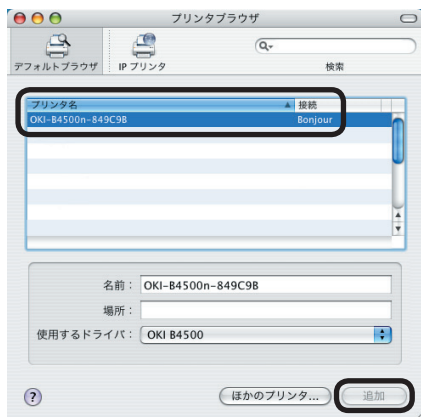 プリンタブラウザ
デフォルトブラウザ IP プリンタ 検索
プリンタ名 接続
OKI-B4500n-849C9B Bonjour
名前： OKI-B4500n-849C9B
場所：
使用するドライバ： OKI B4500
? ほかのプリンタ... 追加